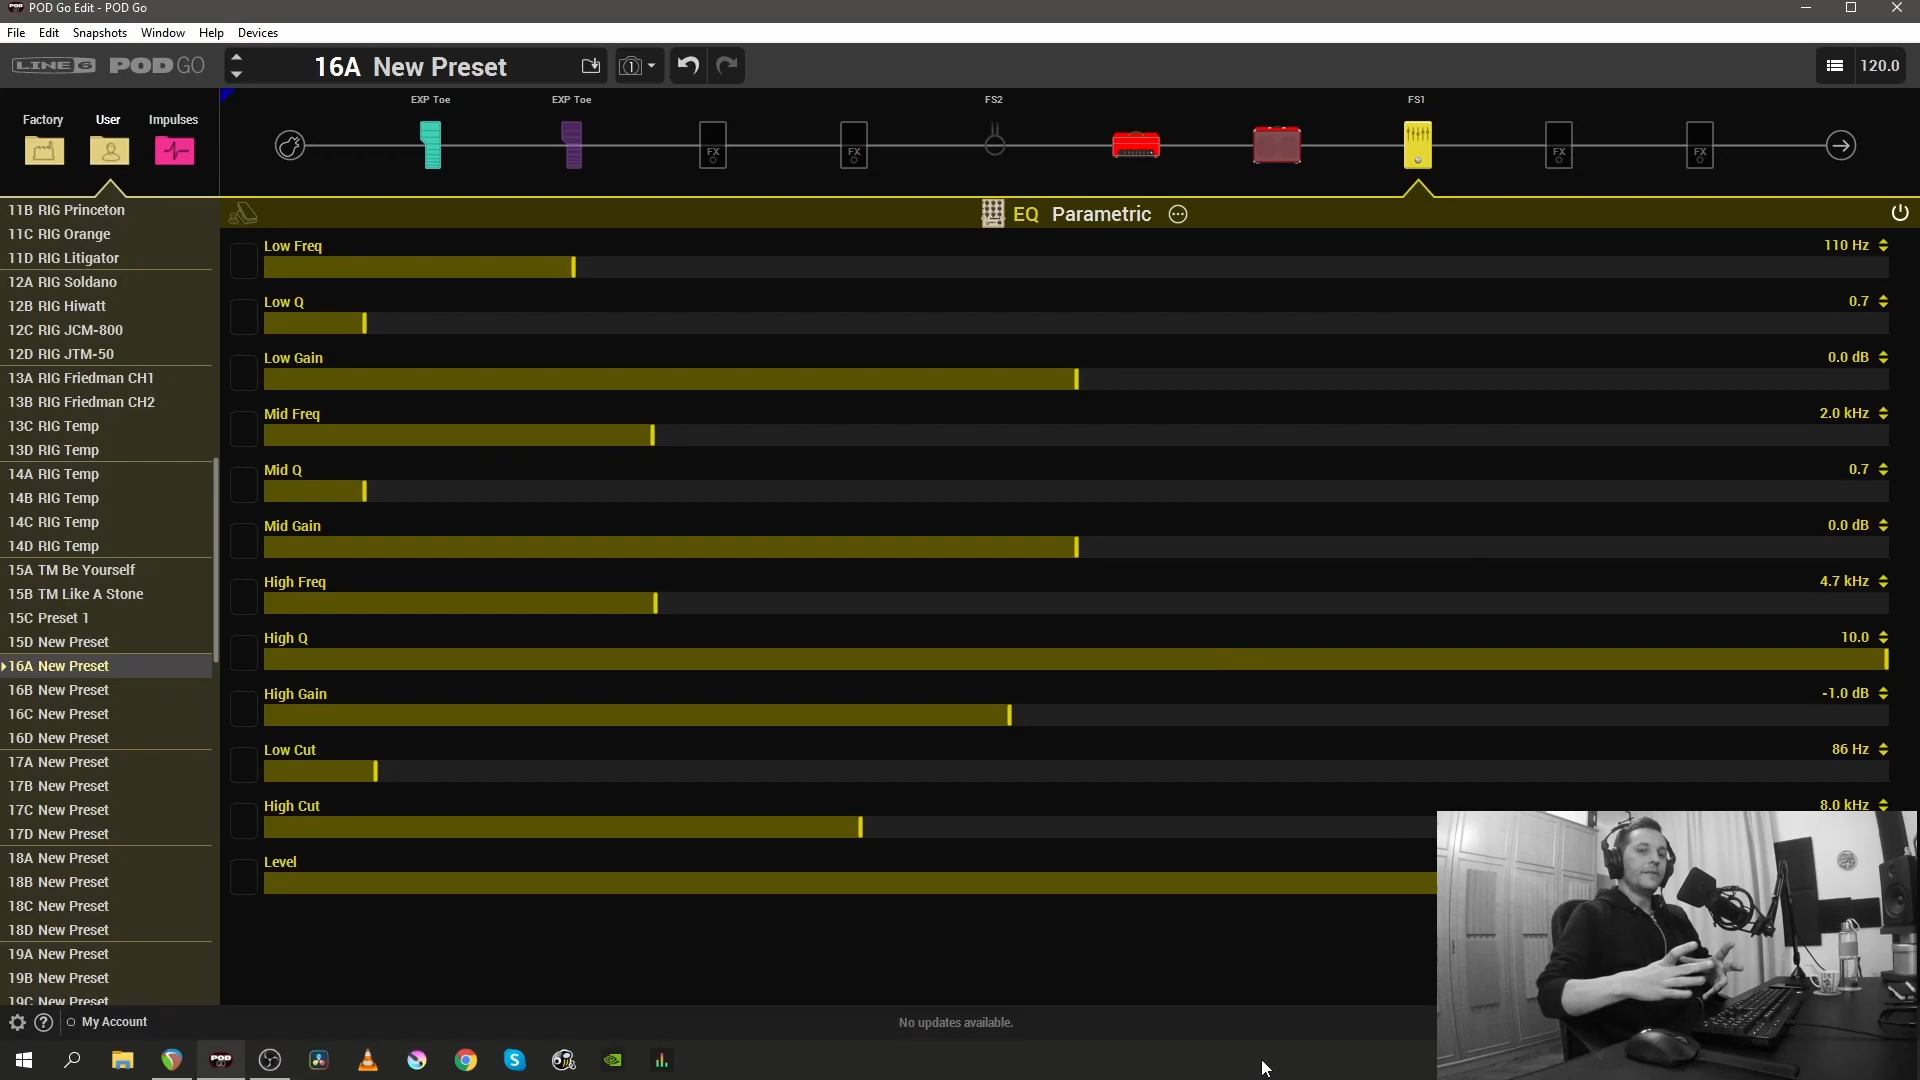 POD Go Edit - POD Go
File Edit Snapshots Window Help Devices
LINE 6 POD GO
16A New Preset
1
120.0
Factory
User
Impulses
EXP Toe
EXP Toe
FS2
FS1
FX
FX
FX
FX
EQ Parametric
11B RIG Princeton
11C RIG Orange
11D RIG Litigator
12A RIG Soldano
12B RIG Hiwatt
12C RIG JCM-800
12D RIG JTM-50
13A RIG Friedman CH1
13B RIG Friedman CH2
13C RIG Temp
13D RIG Temp
14A RIG Temp
14B RIG Temp
14C RIG Temp
14D RIG Temp
15A TM Be Yourself
15B TM Like A Stone
15C Preset 1
15D New Preset
16A New Preset
16B New Preset
16C New Preset
16D New Preset
17A New Preset
17B New Preset
17C New Preset
17D New Preset
18A New Preset
18B New Preset
18C New Preset
18D New Preset
19A New Preset
19B New Preset
19C New Preset
Low Freq 110 Hz
Low Q 0.7
Low Gain 0.0 dB
Mid Freq 2.0 kHz
Mid Q 0.7
Mid Gain 0.0 dB
High Freq 4.7 kHz
High Q 10.0
High Gain -1.0 dB
Low Cut 86 Hz
High Cut 8.0 kHz
Level
My Account
No updates available.
POD
GO
S